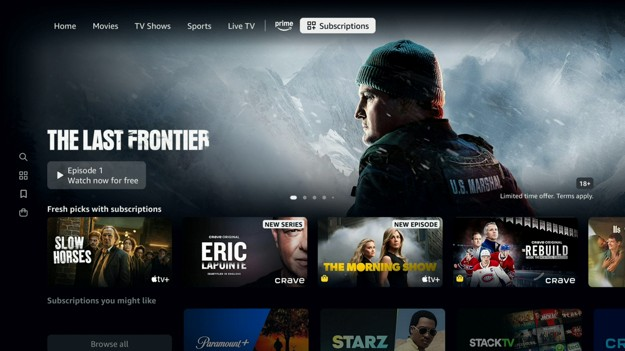 Home Movies TV Shows Sports Live TV prime Subscriptions
THE LAST FRONTIER
Episode 1
Watch now for free
U.S. MARSHAL
18+
Limited time offer. Terms apply.
Fresh picks with subscriptions
SLOW
HORSES
tv+
NEW SERIES
CRAVE ORIGINAL
ERIC
LAPOINTE
CRAVE
NEW EPISODE
THE MORNING SHOW
tv+
CRAVE ORIGINAL
THE REBUILD
CRAVE
Subscriptions you might like
Browse all
Paramount+
STARZ
STACKTV
CR